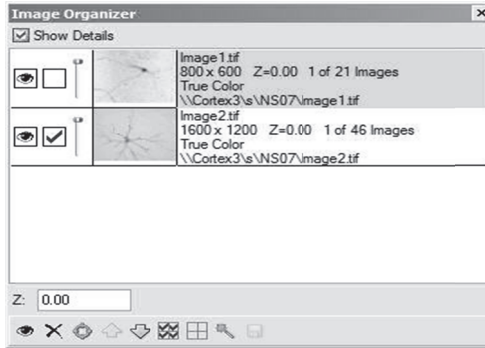 Image Organizer
Show Details
Image1.tif
800 x 600 Z=0.00 1 of 21 Images
True Color
\\Cortex3\s\NS07\image1.tif
Image2.tif
1600 x 1200 Z=0.00 1 of 46 Images
True Color
\\Cortex3\s\NS07\image2.tif
Z: 0.00